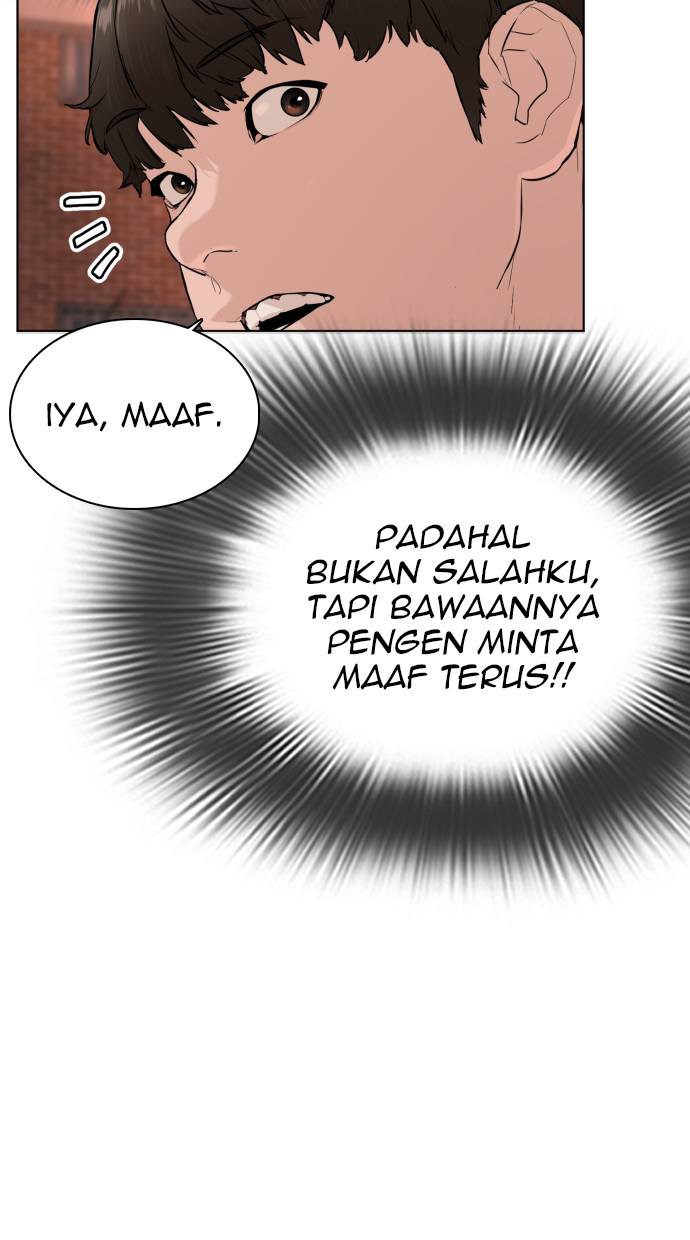 IYA, MAAF.
PADAHAL
BUKAN SALAHKU,
TAPI BAWAANNYA
PENGEN MINTA
MAAF TERUS!!